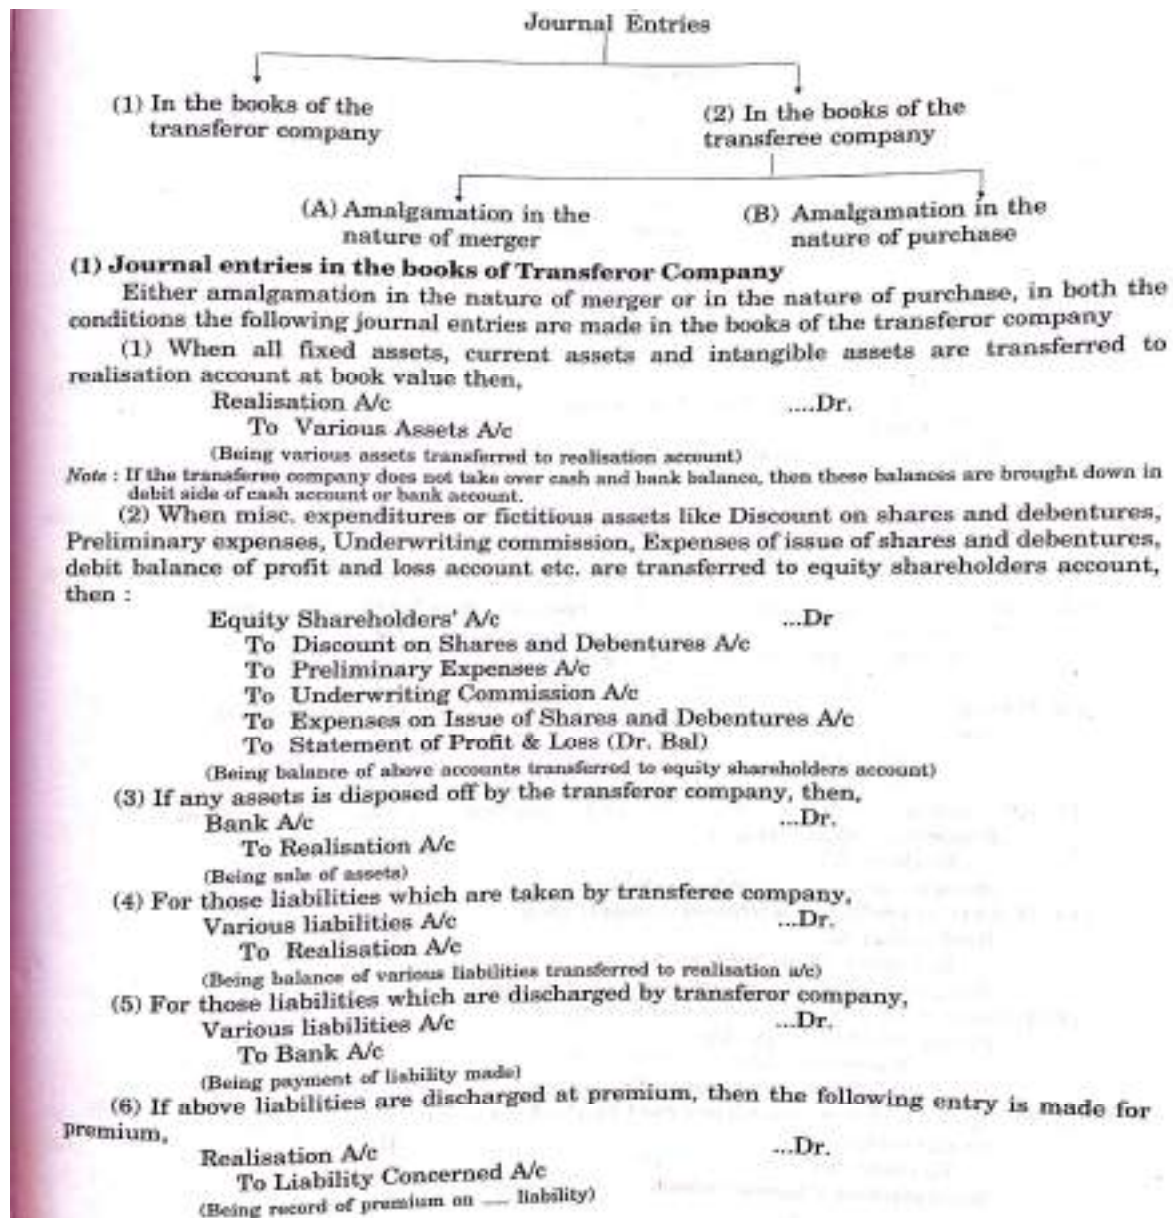 Journal Entries
(1) In the books of the
transferor company
(2) In the books of the
transferee company
(A) Amalgamation in the
nature of merger
(B) Amalgamation in the
nature of purchase
(1) Journal entries in the books of Transferor Company
Either amalgamation in the nature of merger or in the nature of purchase, in both the
conditions the following journal entries are made in the books of the transferor company
(1) When all fixed assets, current assets and intangible assets are transferred to
realisation account at book value then,
Realisation A/c ....Dr.
To Various Assets A/c
(Being various assets transferred to realisation account)
Note : If the transferee company does not take over cash and bank balance, then these balances are brought down in
debit side of cash account or bank account.
(2) When misc. expenditures or fictitious assets like Discount on shares and debentures,
Preliminary expenses, Underwriting commission, Expenses of issue of shares and debentures,
debit balance of profit and loss account etc. are transferred to equity shareholders account,
then :
Equity Shareholders' A/c ...Dr
To Discount on Shares and Debentures A/c
To Preliminary Expenses A/c
To Underwriting Commission A/c
To Expenses on Issue of Shares and Debentures A/c
To Statement of Profit & Loss (Dr. Bal)
(Being balance of above accounts transferred to equity shareholders account)
(3) If any assets is disposed off by the transferor company, then,
Bank A/c ...Dr.
To Realisation A/c
(Being sale of assets)
(4) For those liabilities which are taken by transferee company,
Various liabilities A/c ...Dr.
To Realisation A/c
(Being balance of various liabilities transferred to realisation a/c)
(5) For those liabilities which are discharged by transferor company,
Various liabilities A/c ...Dr.
To Bank A/c
(Being payment of liability made)
(6) If above liabilities are discharged at premium, then the following entry is made for
premium,
Realisation A/c ...Dr.
To Liability Concerned A/c
(Being record of premium on ___ liability)